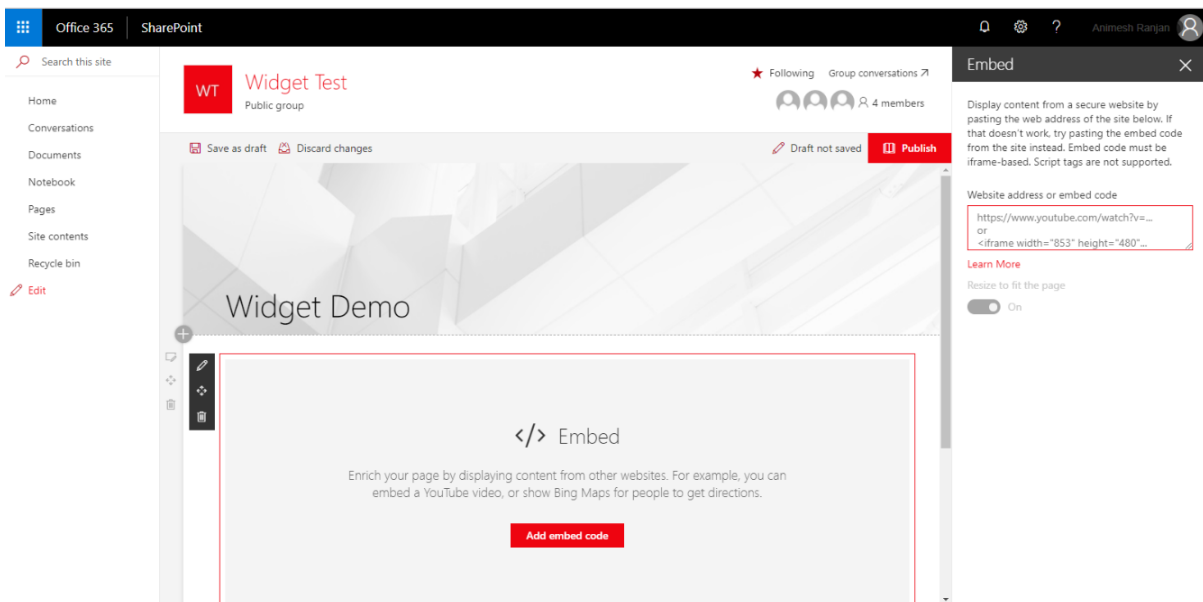 Office 365
SharePoint
Animesh Ranjan
Search this site
Home
Conversations
Documents
Notebook
Pages
Site contents
Recycle bin
Edit
WT
Widget Test
Public group
Following
Group conversations
4 members
Save as draft
Discard changes
Draft not saved
Publish
Widget Demo
</> Embed
Enrich your page by displaying content from other websites. For example, you can
embed a YouTube video, or show Bing Maps for people to get directions.
Add embed code
Embed
Display content from a secure website by
pasting the web address of the site below. If
that doesn't work, try pasting the embed code
from the site instead. Embed code must be
iframe-based. Script tags are not supported.
Website address or embed code
https://www.youtube.com/watch?v=...
or
<iframe width="853" height="480"...
Learn More
Resize to fit the page
On